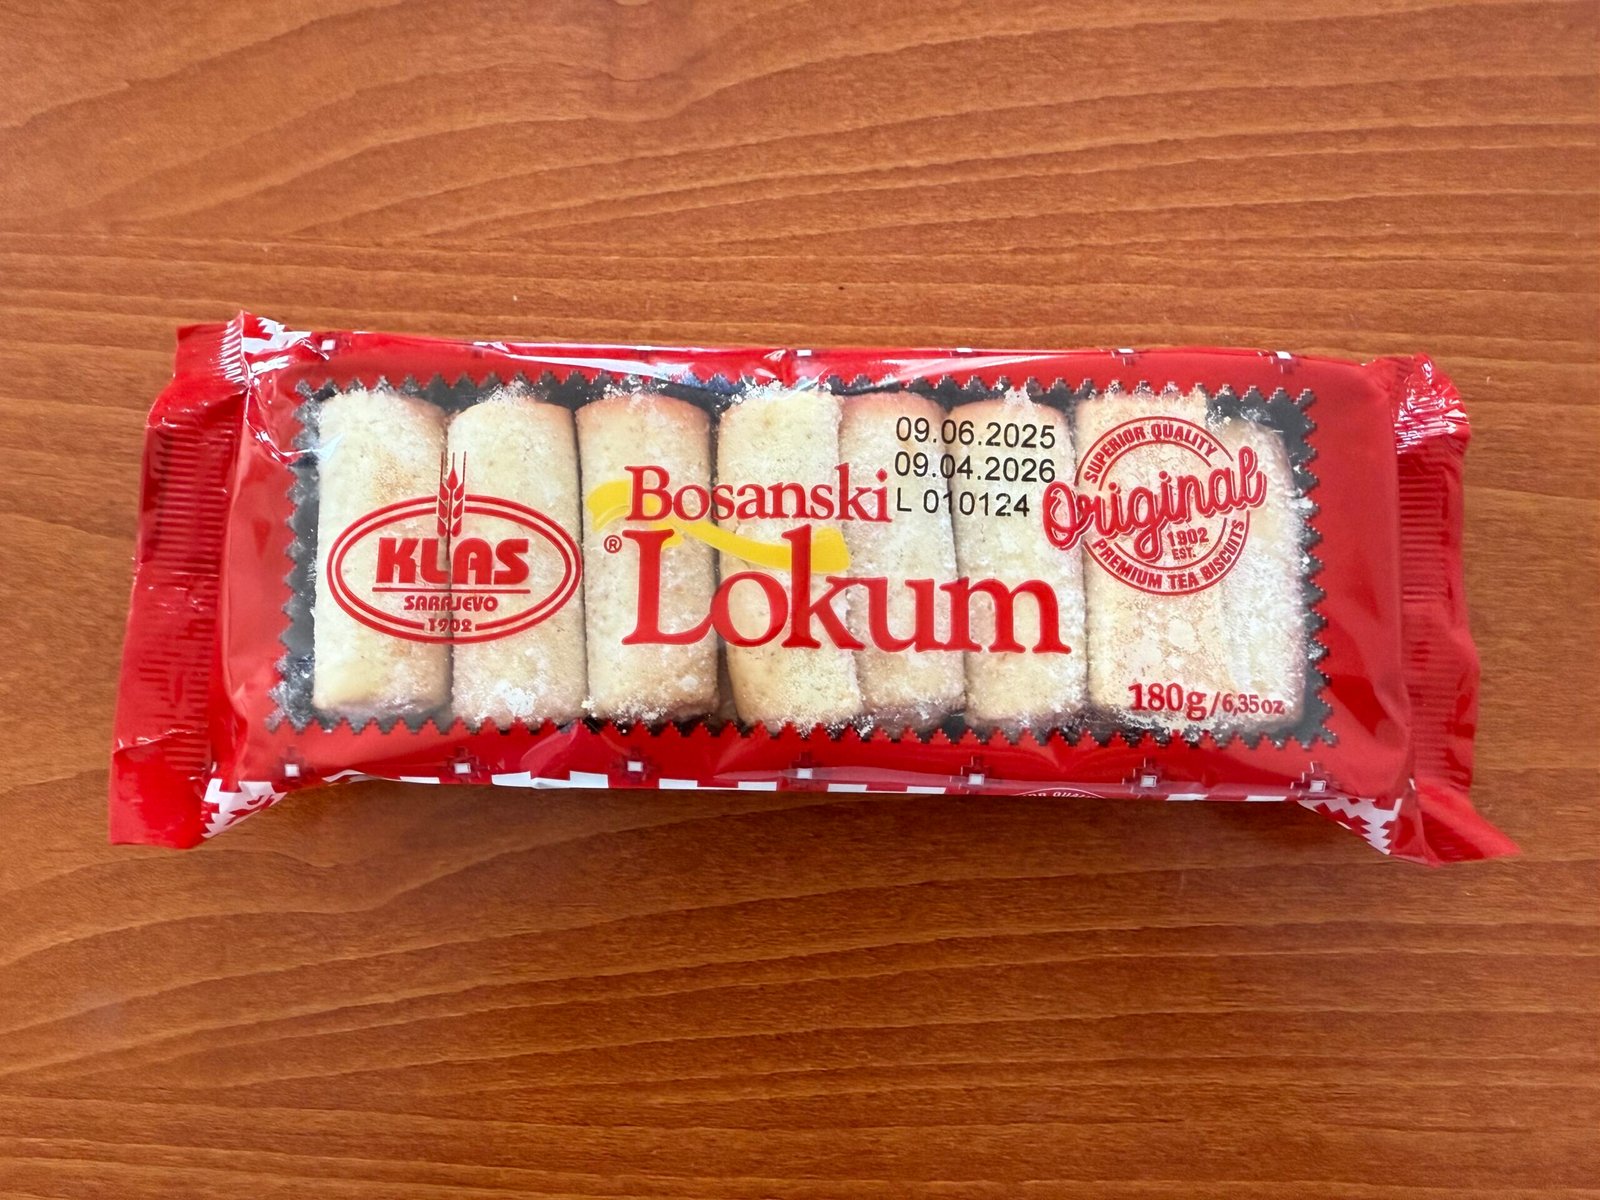 KLAS
SARAJEVO
1902
Bosanski
® Lokum
09.06.2025
09.04.2026
L 010124
SUPERIOR QUALITY
Original
1902
EST.
PREMIUM TEA BISCUITS
180g/6,35oz